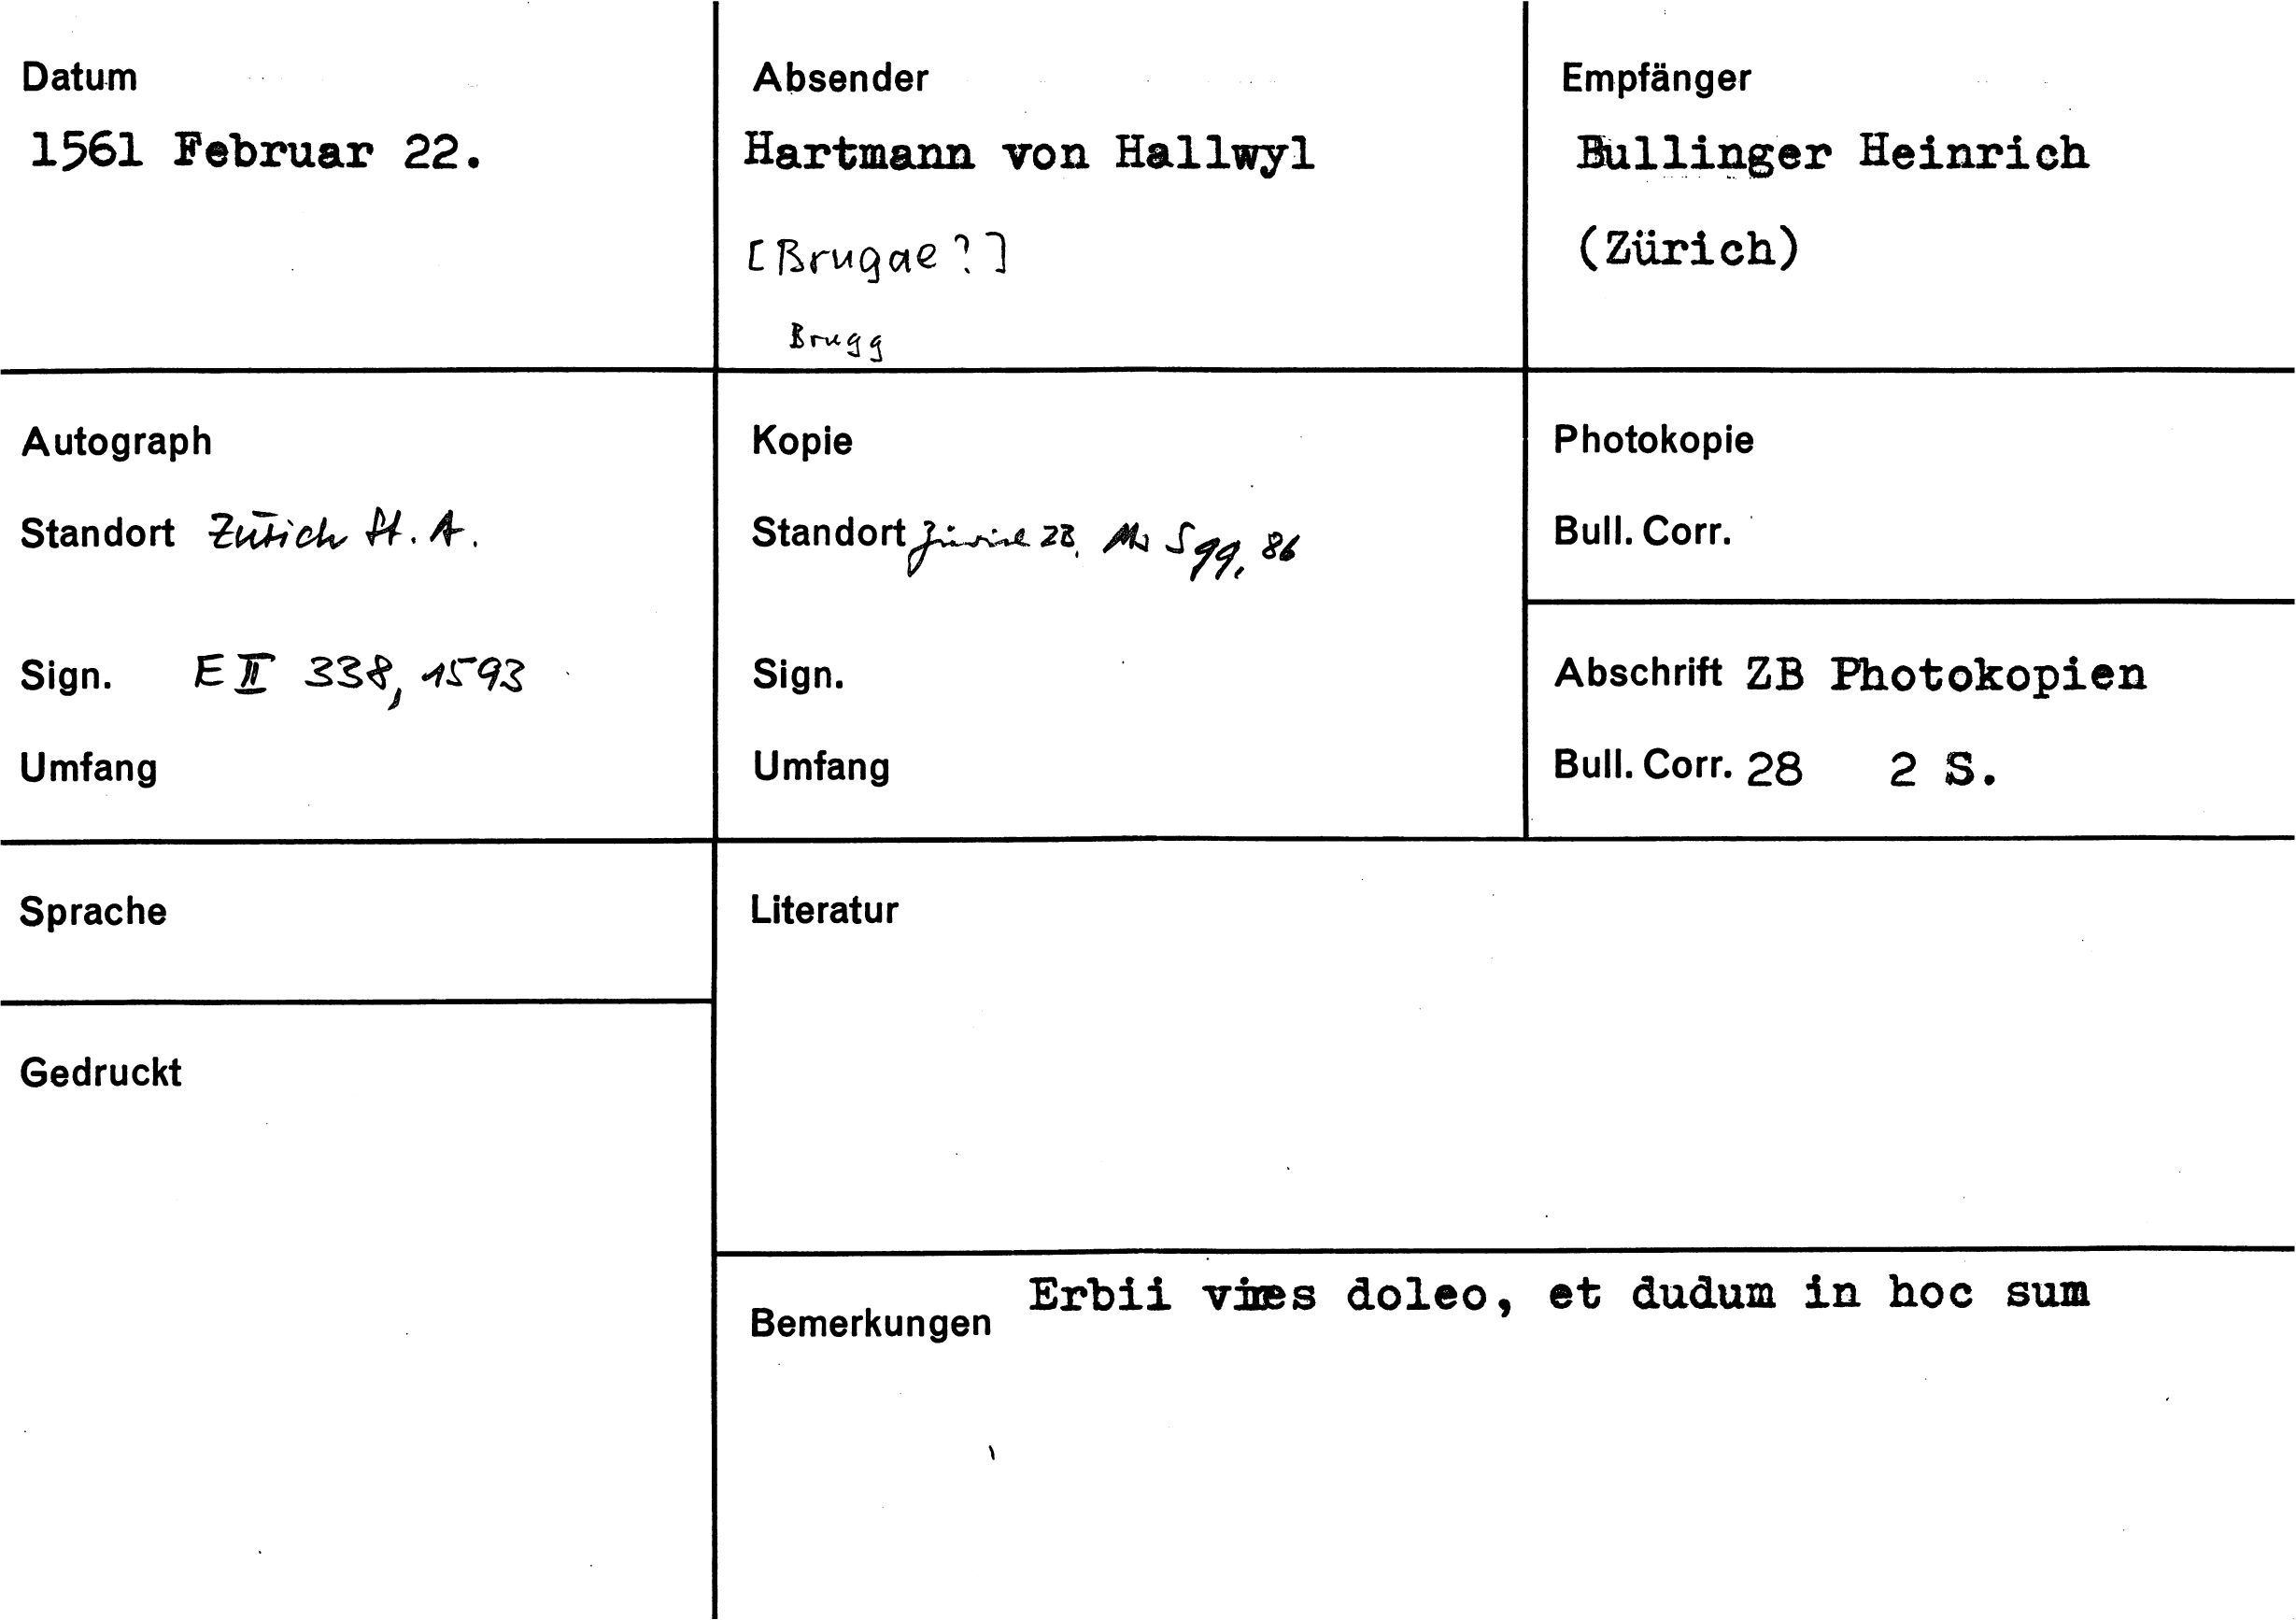 Datum
1561 Februar 22.
Absender
Hartmann von Hallwyl
[Brugae?]
Brugg
Empfänger
Bullinger Heinrich
(Zürich)
Autograph
Standort Zürich St. A.
Sign. E II 338, 1593
Umfang
Kopie
Standort Zürich ZB, Ms S 99, 86
Sign.
Umfang
Photokopie
Bull. Corr.
Abschrift ZB Photokopien
Bull. Corr. 28 2 S.
Sprache
Gedruckt
Literatur
Bemerkungen Erbii vires doleo, et dudum in hoc sum